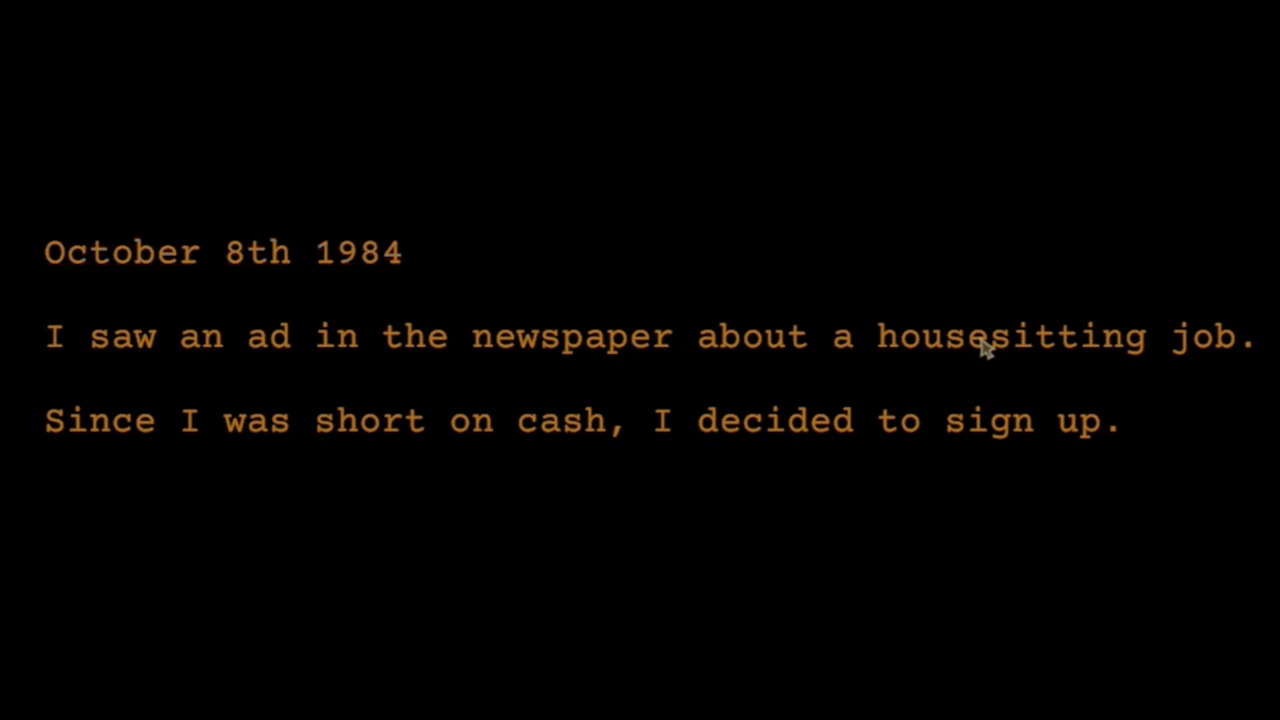 October 8th 1984
I saw an ad in the newspaper about a housesitting job.
Since I was short on cash, I decided to sign up.